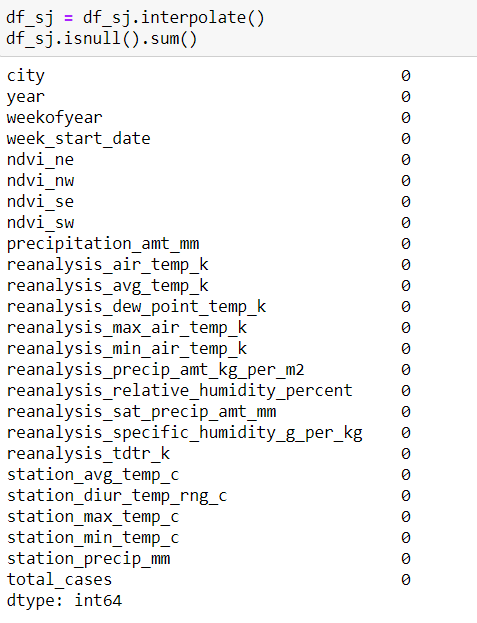 df_sj = df_sj.interpolate()
df_sj.isnull().sum()
city 0
year 0
weekofyear 0
week_start_date 0
ndvi_ne 0
ndvi_nw 0
ndvi_se 0
ndvi_sw 0
precipitation_amt_mm 0
reanalysis_air_temp_k 0
reanalysis_avg_temp_k 0
reanalysis_dew_point_temp_k 0
reanalysis_max_air_temp_k 0
reanalysis_min_air_temp_k 0
reanalysis_precip_amt_kg_per_m2 0
reanalysis_relative_humidity_percent 0
reanalysis_sat_precip_amt_mm 0
reanalysis_specific_humidity_g_per_kg 0
reanalysis_tdtr_k 0
station_avg_temp_c 0
station_diur_temp_rng_c 0
station_max_temp_c 0
station_min_temp_c 0
station_precip_mm 0
total_cases 0
dtype: int64